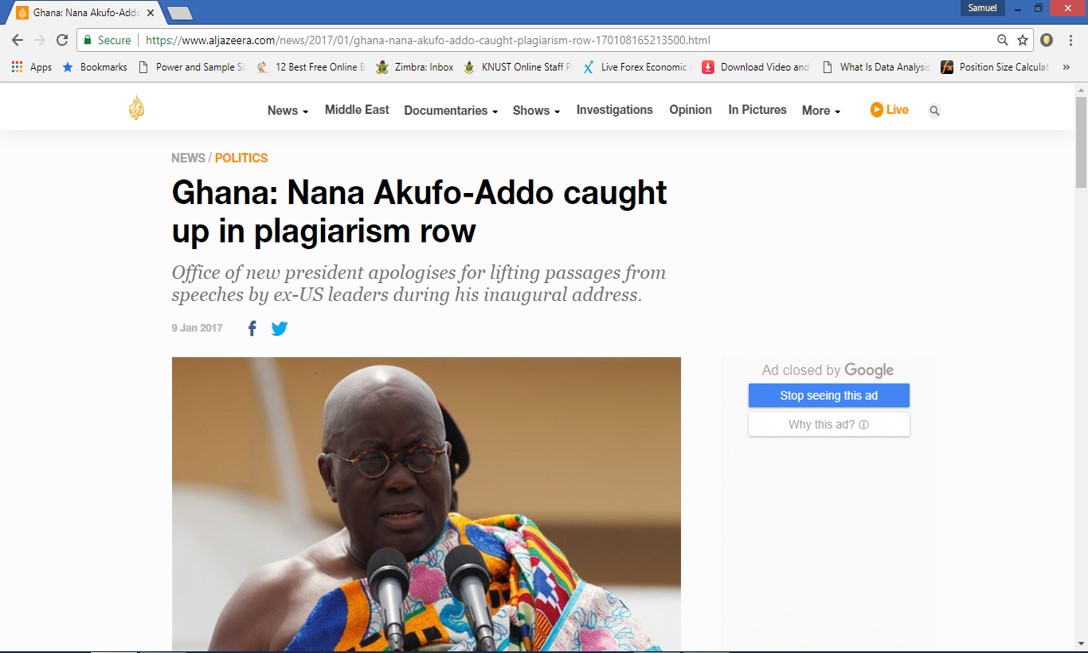 Ghana: Nana Akufo-Addo
Samuel
Secure
https://www.aljazeera.com/news/2017/01/ghana-nana-akufo-addo-caught-plagiarism-row-170108165213500.html
Apps Bookmarks Power and Sample 12 Best Free Online Zimbra: Inbox KNUST Online Staff Live Forex Economic Download Video and What Is Data Analysis Position Size »
News Middle East Documentaries Shows Investigations Opinion In Pictures More Live
NEWS / POLITICS
Ghana: Nana Akufo-Addo caught
up in plagiarism row
Office of new president apologises for lifting passages from
speeches by ex-US leaders during his inaugural address.
9 Jan 2017
Ad closed by Google
Stop seeing this ad
Why this ad?